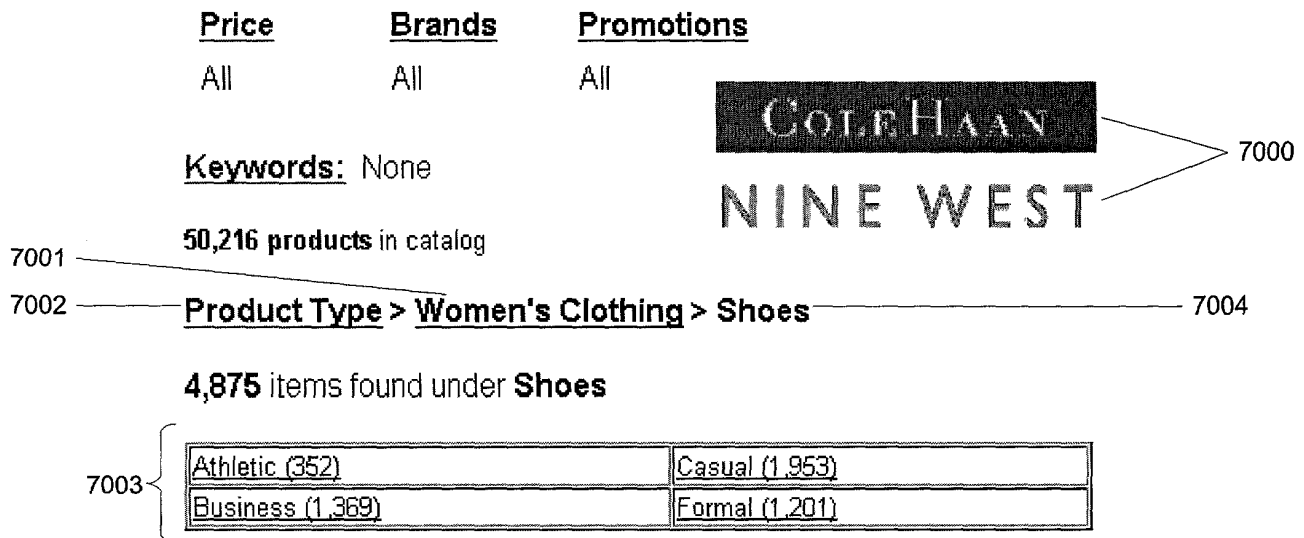 Price Brands Promotions
All All All
COLE HAAN
7000
Keywords: None
NINE WEST
50,216 products in catalog
7001
7002 Product Type > Women's Clothing > Shoes 7004
4,875 items found under Shoes
7003
Athletic (352) Casual (1,953)
Business (1,369) Formal (1,201)